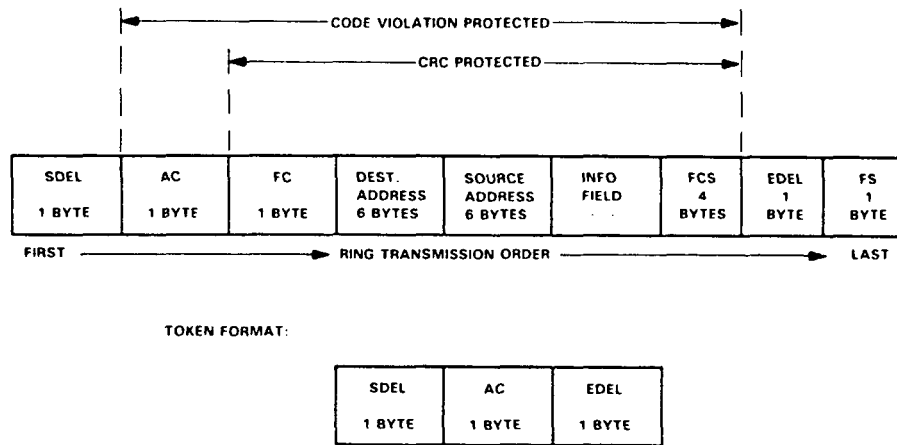 CODE VIOLATION PROTECTED
CRC PROTECTED
SDEL
1 BYTE
AC
1 BYTE
FC
1 BYTE
DEST.
ADDRESS
6 BYTES
SOURCE
ADDRESS
6 BYTES
INFO
FIELD
FCS
4
BYTES
EDEL
1
BYTE
FS
1
BYTE
FIRST RING TRANSMISSION ORDER LAST
TOKEN FORMAT:
SDEL
1 BYTE
AC
1 BYTE
EDEL
1 BYTE